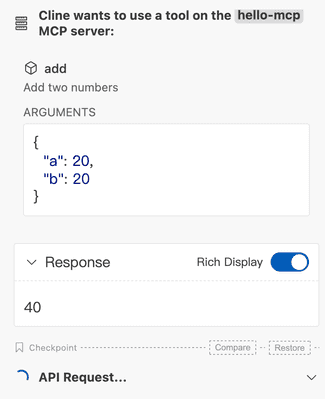 Cline wants to use a tool on the hello-mcp
MCP server:
add
Add two numbers
ARGUMENTS
{
"a": 20,
"b": 20
}
Response
Rich Display
40
Checkpoint
Compare
Restore
API Request...